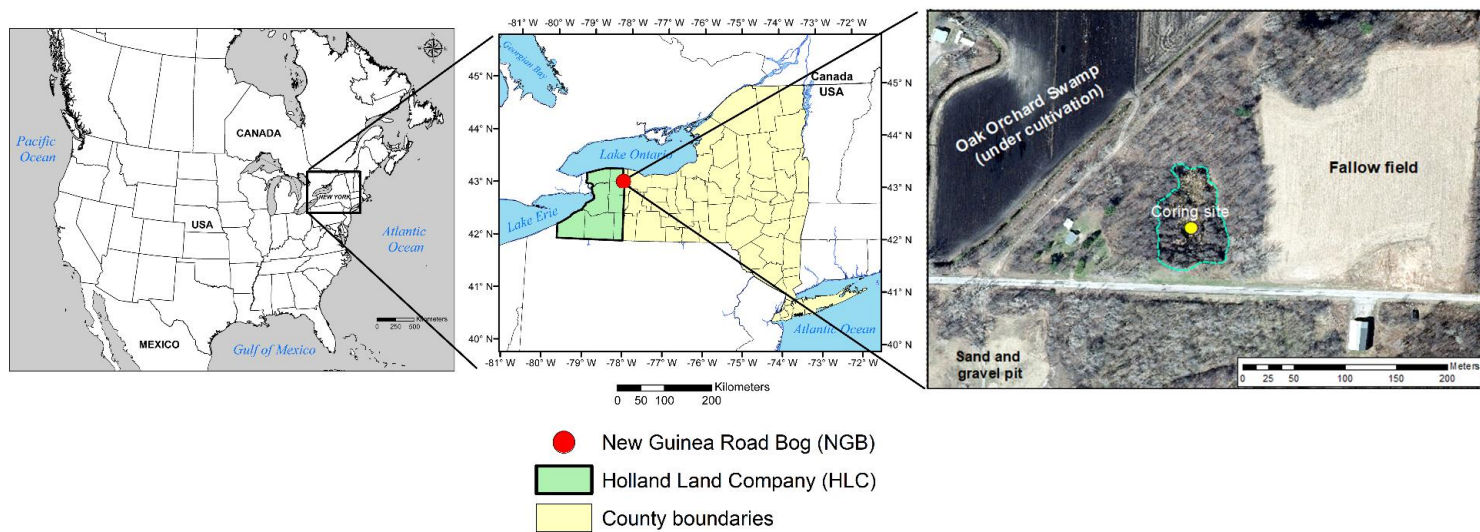 CANADA
Pacific
Ocean
NEW YORK
USA
Atlantic
Ocean
Kilometers
0 250 500
MEXICO
Gulf of Mexico
-81° -80° W -79° W -78° W -77° W -76° W -75° W -74° W -73° W -72° W
Georgian Bay
45° N
Canada
USA
45° N
44° N
44° N
Lake Ontario
43° N
43° N
Lake Erie
42° N
42° N
41° N
41° N
40° N
Atlantic Ocean
40° N
-81° W -80° W -79° W -78° W -77° W -76° W -75° W -74° W -73° W -72° W
Kilometers
0 50 100 200
Oak Orchard Swamp
(under cultivation)
Fallow field
Coring site
Sand and
gravel pit
Meters
0 25 50 100 150 200
New Guinea Road Bog (NGB)
Holland Land Company (HLC)
County boundaries